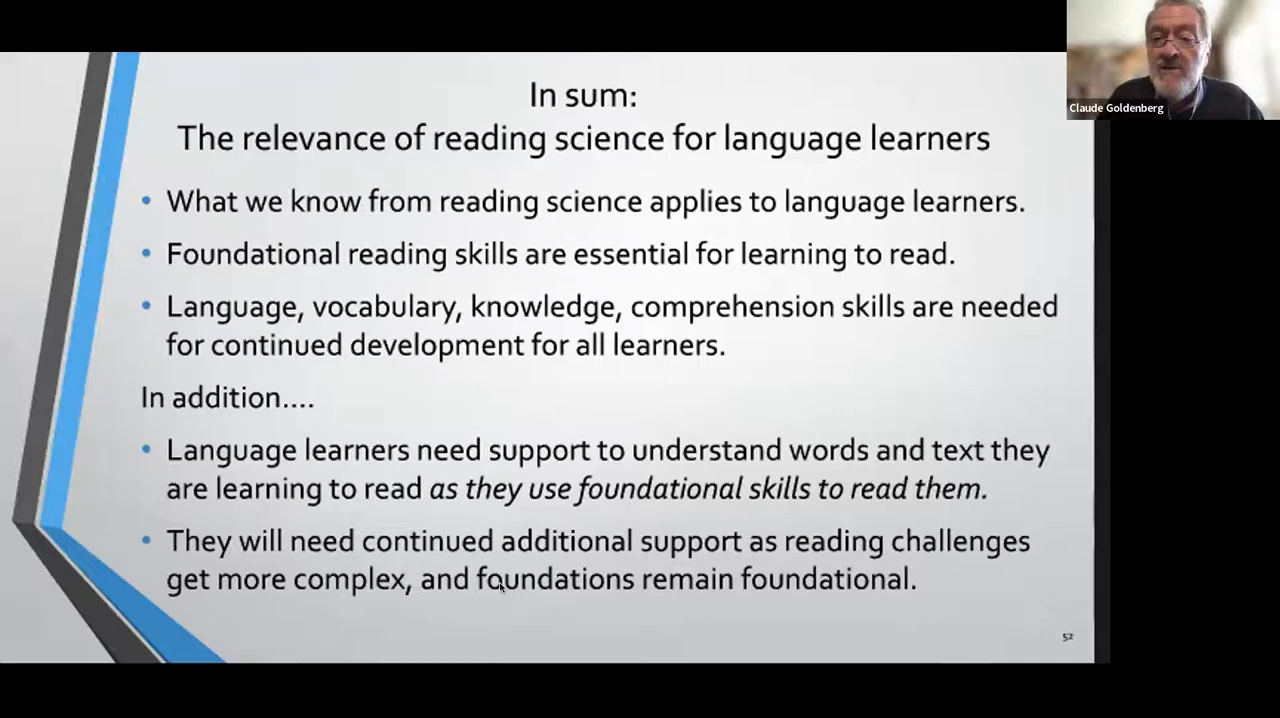 In sum:
The relevance of reading science for language learners
• What we know from reading science applies to language learners.
• Foundational reading skills are essential for learning to read.
• Language, vocabulary, knowledge, comprehension skills are needed
for continued development for all learners.
In addition....
• Language learners need support to understand words and text they
are learning to read as they use foundational skills to read them.
• They will need continued additional support as reading challenges
get more complex, and foundations remain foundational.
52
Claude Goldenberg